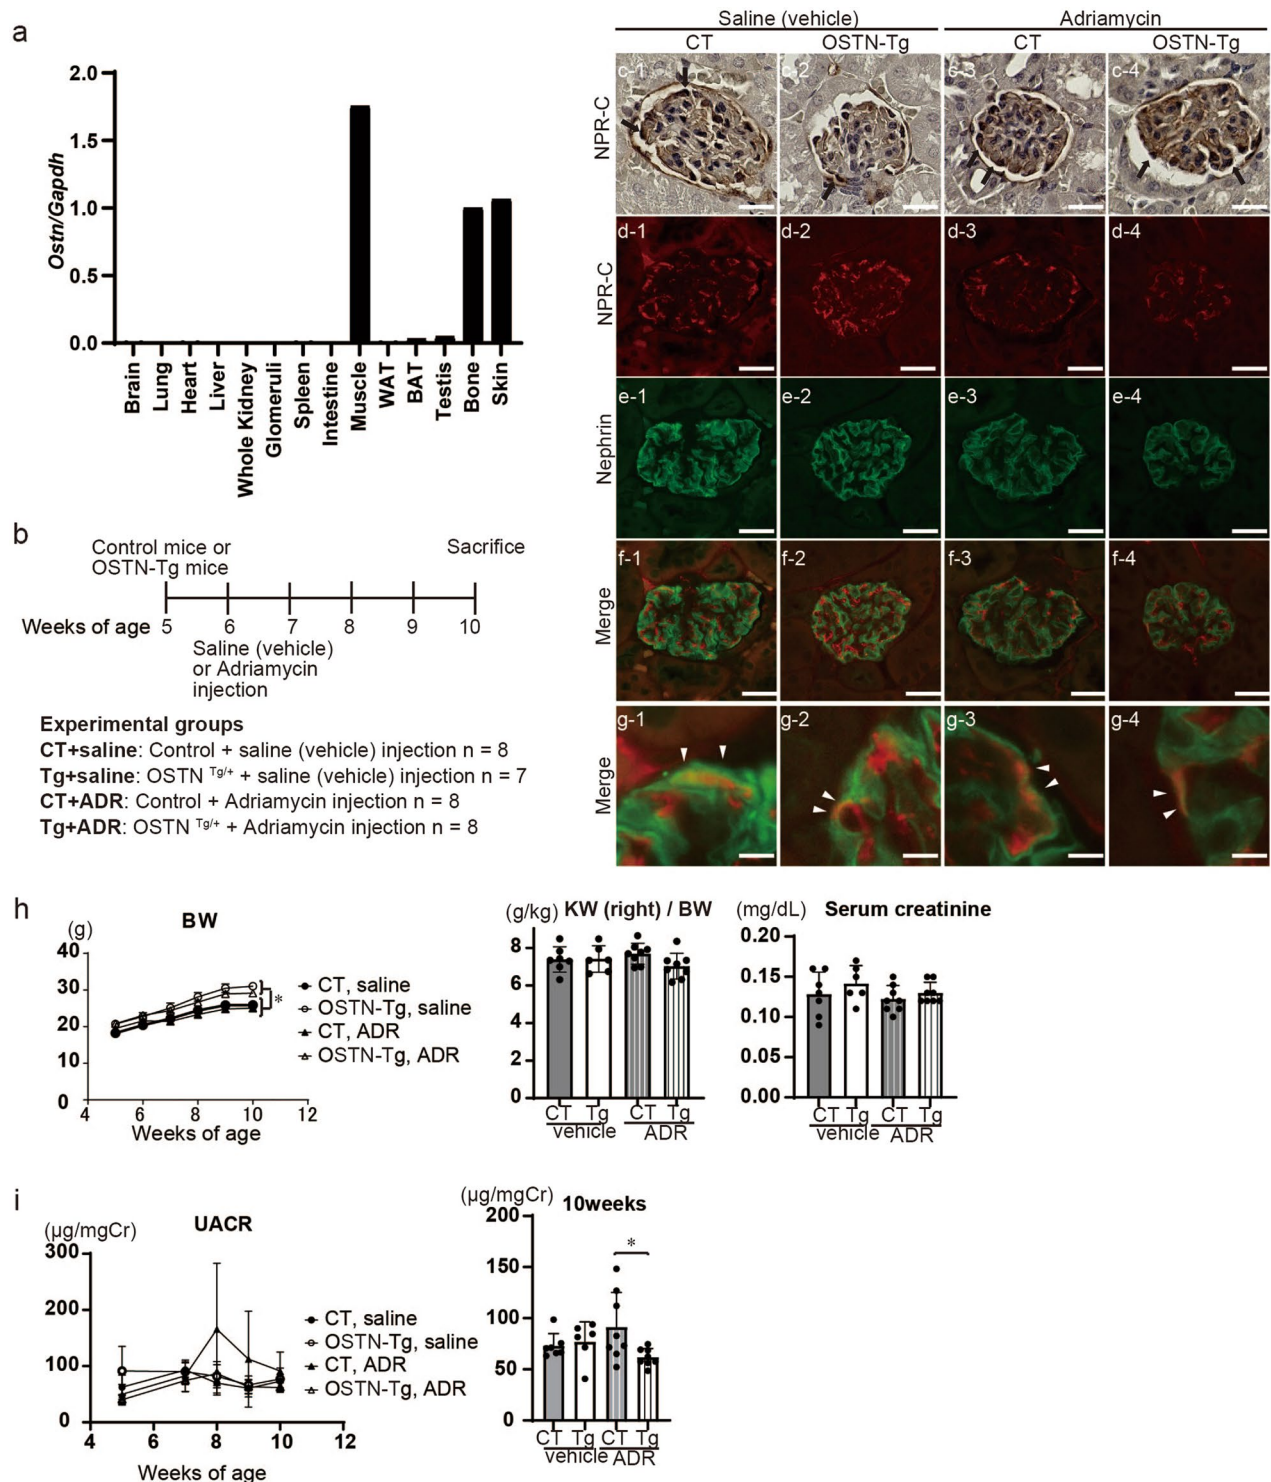 a
2.0
1.5
1.0
0.5
0.0
Ostn/Gapdh
Brain
Lung
Heart
Liver
Whole Kidney
Glomeruli
Spleen
Intestine
Muscle
WAT
BAT
Testis
Bone
Skin
b
Control mice or
OSTN-Tg mice
Sacrifice
Weeks of age
5 6 7 8 9 10
Saline (vehicle)
or Adriamycin
injection
Experimental groups
CT+saline: Control + saline (vehicle) injection n = 8
Tg+saline: OSTN Tg/+ + saline (vehicle) injection n = 7
CT+ADR: Control + Adriamycin injection n = 8
Tg+ADR: OSTN Tg/+ + Adriamycin injection n = 8
Saline (vehicle) Adriamycin
CT OSTN-Tg CT OSTN-Tg
NPR-C
c-1 c-2 c-3 c-4
NPR-C
d-1 d-2 d-3 d-4
Nephrin
e-1 e-2 e-3 e-4
Merge
f-1 f-2 f-3 f-4
Merge
g-1 g-2 g-3 g-4
h
BW
(g)
40
30
20
10
0
4 6 8 10 12
Weeks of age
CT, saline
OSTN-Tg, saline
CT, ADR
OSTN-Tg, ADR
*
(g/kg) KW (right) / BW
8
6
4
2
0
CT Tg CT Tg
vehicle ADR
(mg/dL) Serum creatinine
0.20
0.15
0.10
0.05
0.00
CT Tg CT Tg
vehicle ADR
i
(µg/mgCr) UACR
300
200
100
0
4 6 8 10 12
Weeks of age
CT, saline
OSTN-Tg, saline
CT, ADR
OSTN-Tg, ADR
(µg/mgCr) 10weeks
200
150
100
50
0
*
CT Tg CT Tg
vehicle ADR